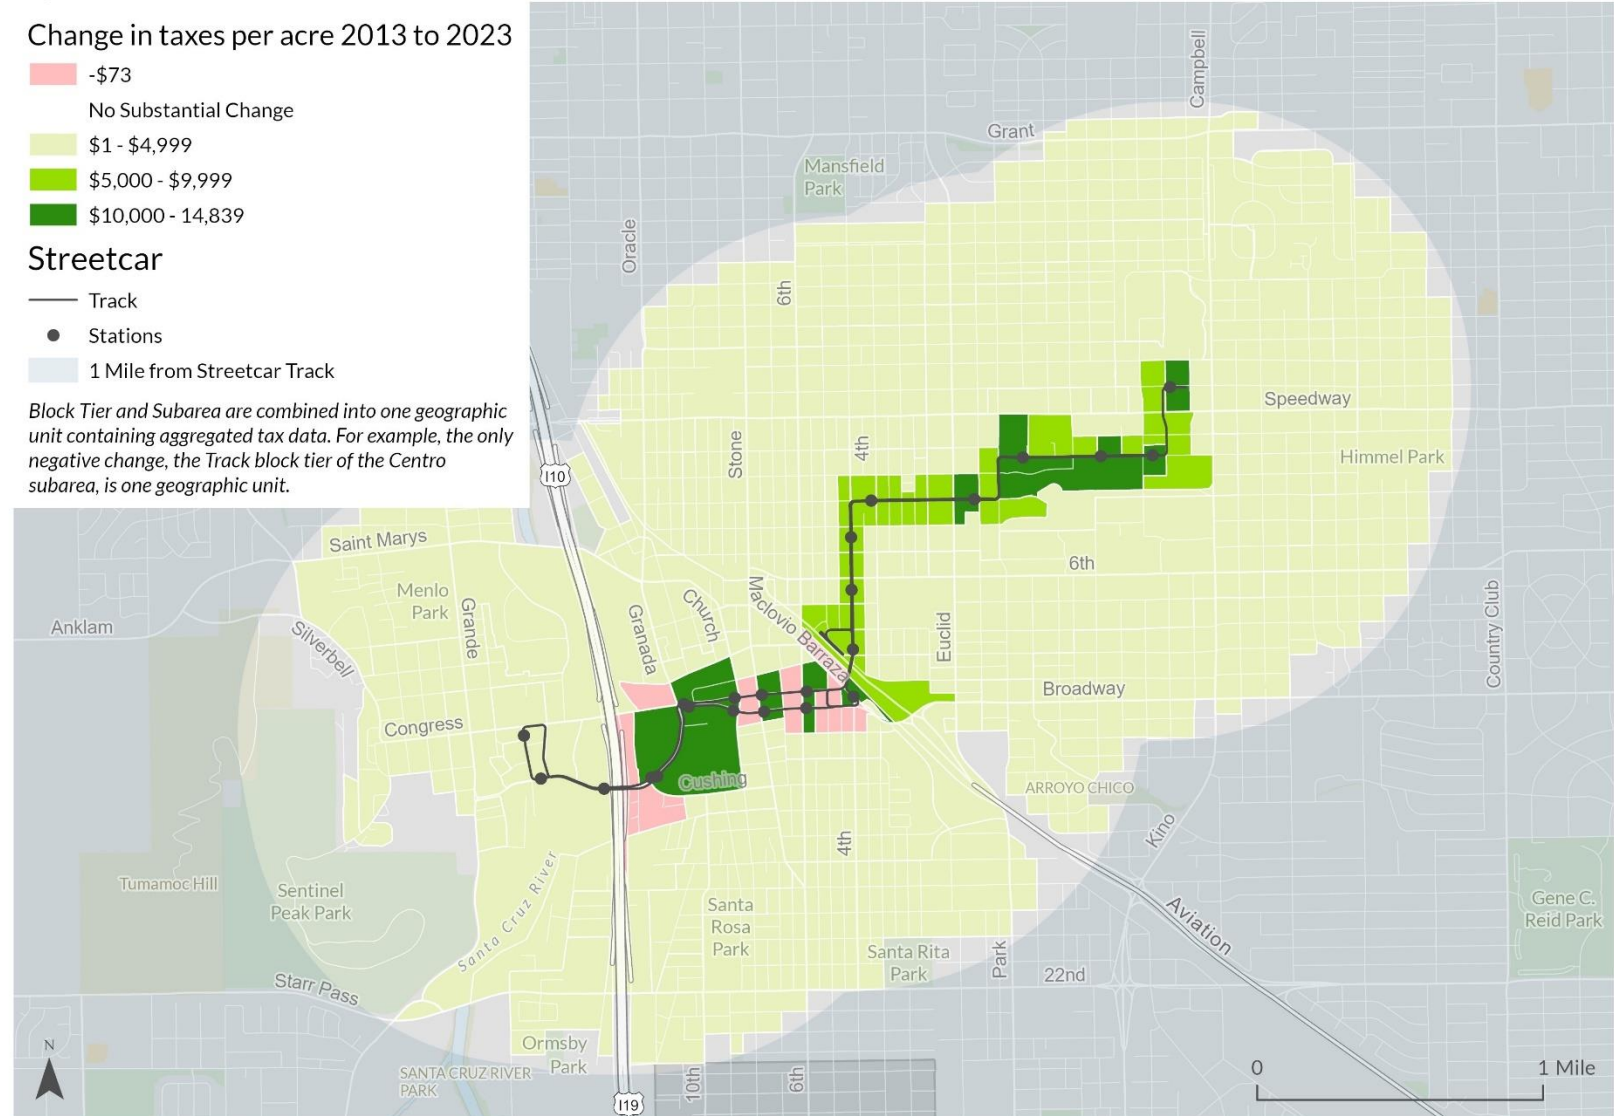 Change in taxes per acre 2013 to 2023
-$73
No Substantial Change
$1 - $4,999
$5,000 - $9,999
$10,000 - 14,839
Streetcar
Track
Stations
1 Mile from Streetcar Track
Block Tier and Subarea are combined into one geographic
unit containing aggregated tax data. For example, the only
negative change, the Track block tier of the Centro
subarea, is one geographic unit.
Campbell
Grant
Mansfield
Park
Oracle
6th
Speedway
Stone
4th
Himmel Park
I10
Saint Marys
6th
Menlo
Park
Grande
Maclovio Barraza
Church
Granada
Euclid
Country Club
Anklam
Silverbell
Broadway
Congress
Cushing
ARROYO CHICO
Kino
4th
Tumamoc Hill
Sentinel
Peak Park
Santa Cruz River
Santa
Rosa
Park
Aviation
Gene C.
Reid Park
Santa Rita
Park
Park
22nd
Starr Pass
N
Ormsby
Park
SANTA CRUZ RIVER
PARK
10th
6th
I19
0
1 Mile